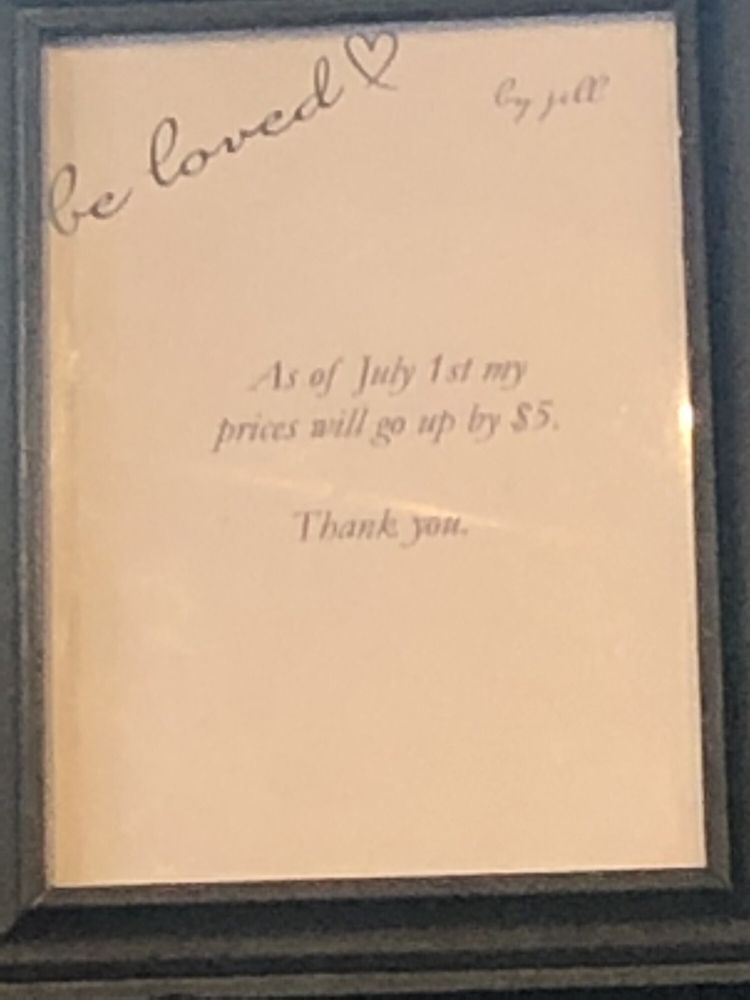 be loved ♡
by jill
As of July 1st my
prices will go up by $5.
Thank you.